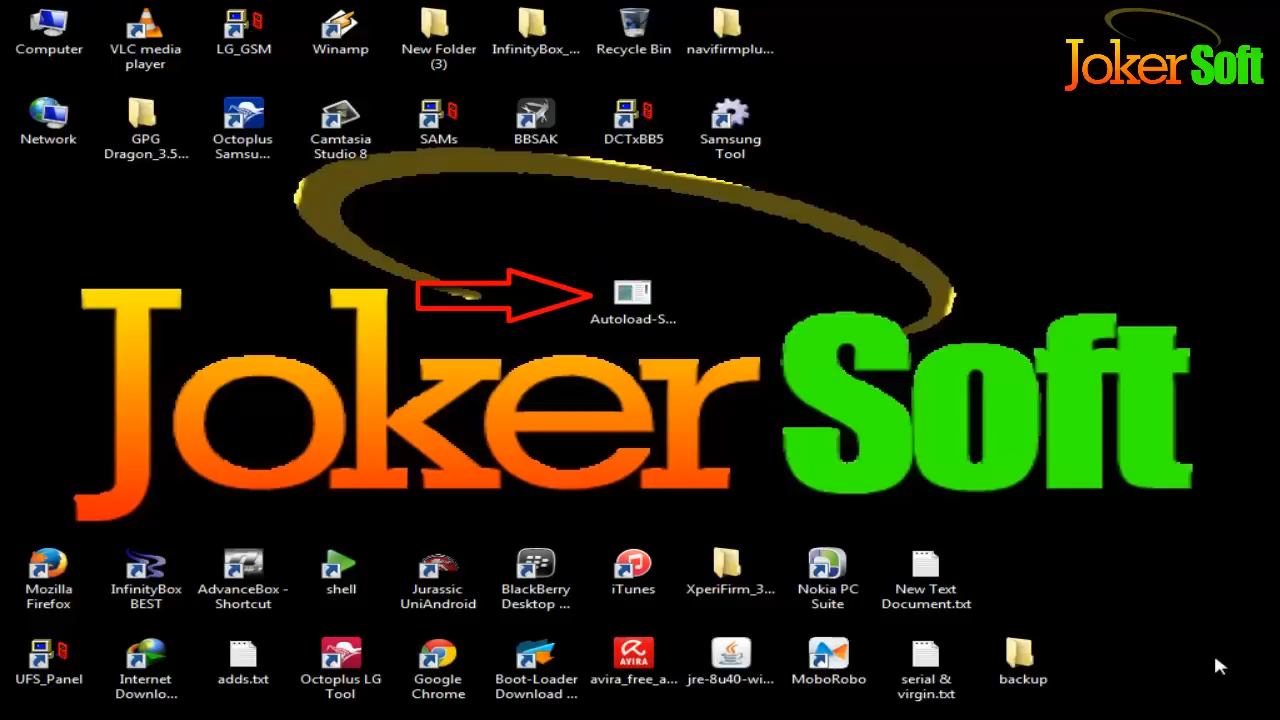 Computer
VLC media
player
LG_GSM
Winamp
New Folder
(3)
InfinityBox_...
Recycle Bin
navifirmplu...
JokerSoft
Network
GPG
Dragon_3.5...
Octoplus
Samsu...
Camtasia
Studio 8
SAMs
BBSAK
DCTxBB5
Samsung
Tool
Autoload-S...
JokerSoft
Mozilla
Firefox
InfinityBox
BEST
AdvanceBox -
Shortcut
shell
Jurassic
UniAndroid
BlackBerry
Desktop ...
iTunes
XperiFirm_3...
Nokia PC
Suite
New Text
Document.txt
UFS_Panel
Internet
Downlo...
adds.txt
Octoplus LG
Tool
Google
Chrome
Boot-Loader
Download ...
AVIRA
avira_free_a...
jre-8u40-wi...
MoboRobo
serial &
virgin.txt
backup